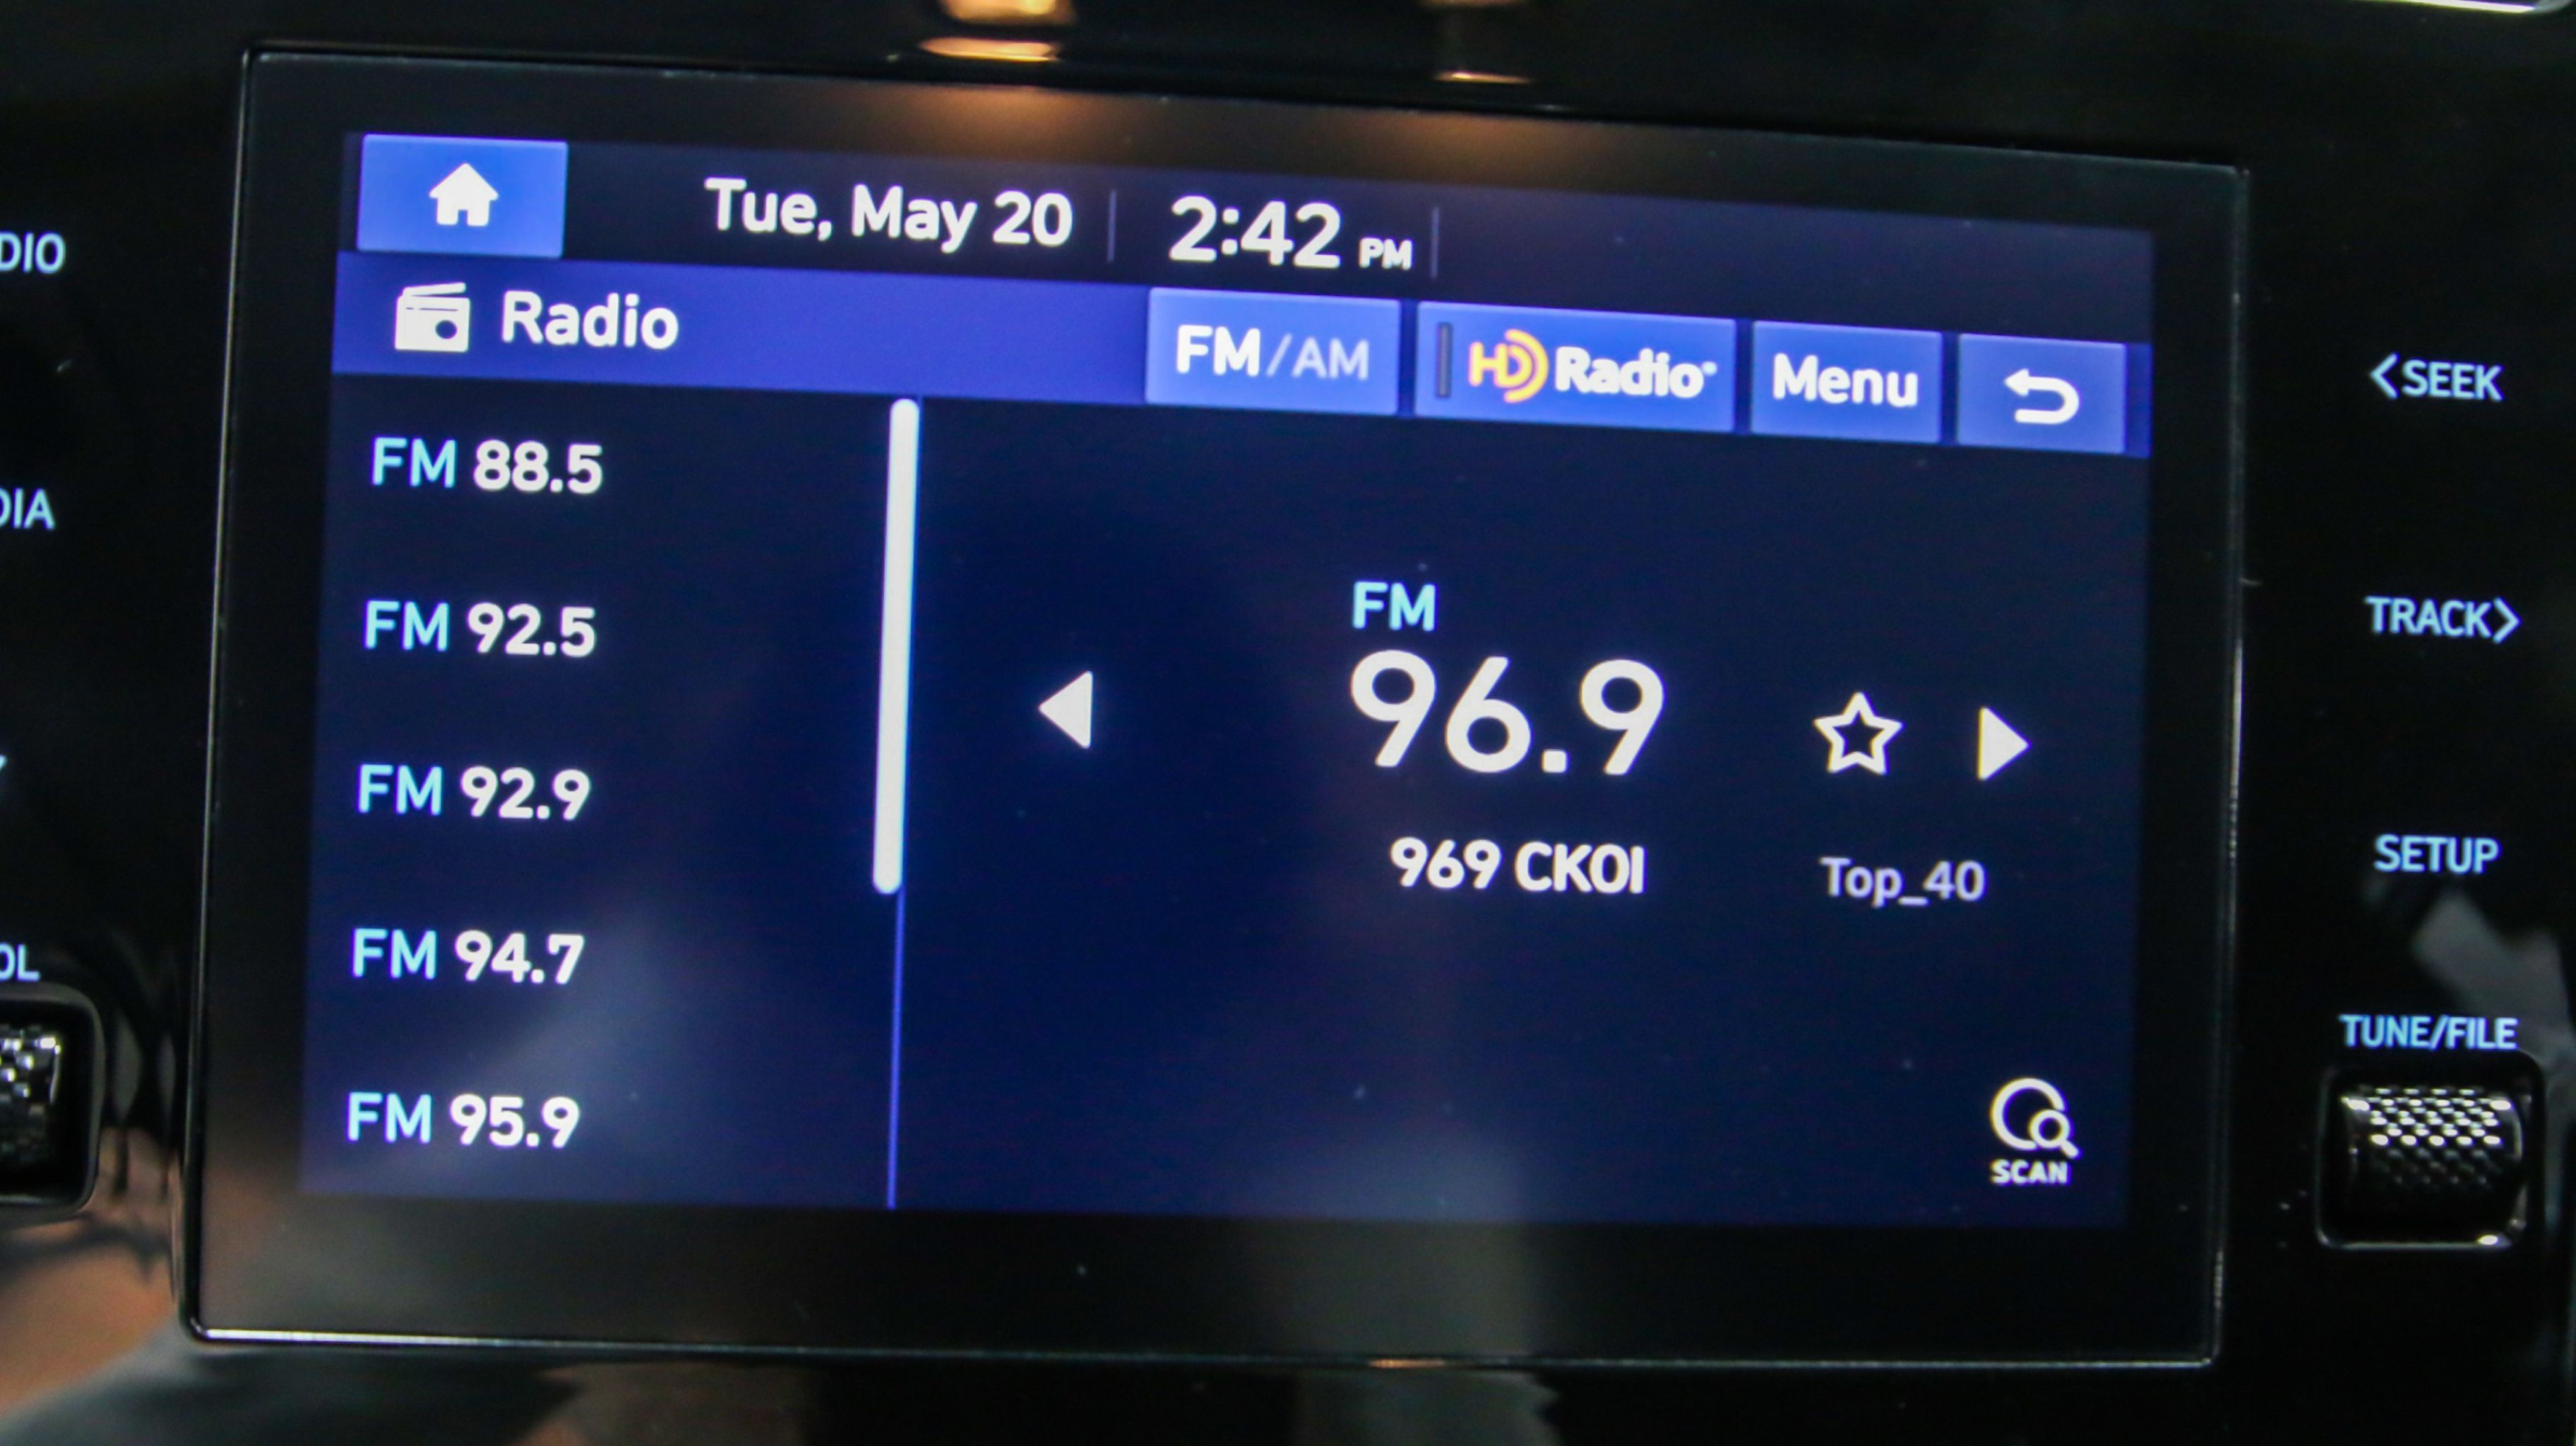 Tue, May 20 2:42 PM
Radio FM/AM HD Radio® Menu
FM 88.5
FM 92.5
FM 92.9
FM 94.7
FM 95.9
FM
96.9
969 CKOI Top_40
SCAN
DIO
DIA
OL
<SEEK
TRACK>
SETUP
TUNE/FILE